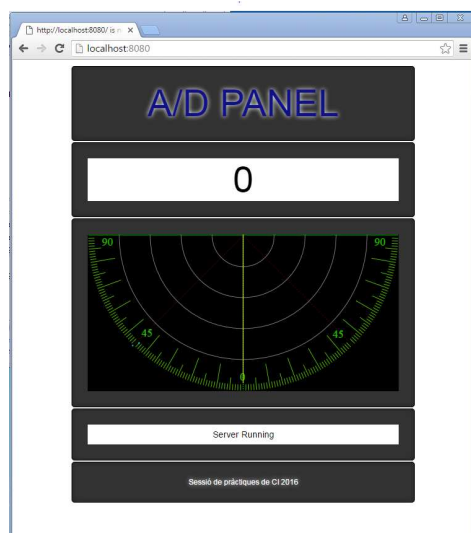 http://localhost:8080/ is n
localhost:8080
A/D PANEL
0
90
90
45
45
0
Server Running
Sessió de pràctiques de CI 2016